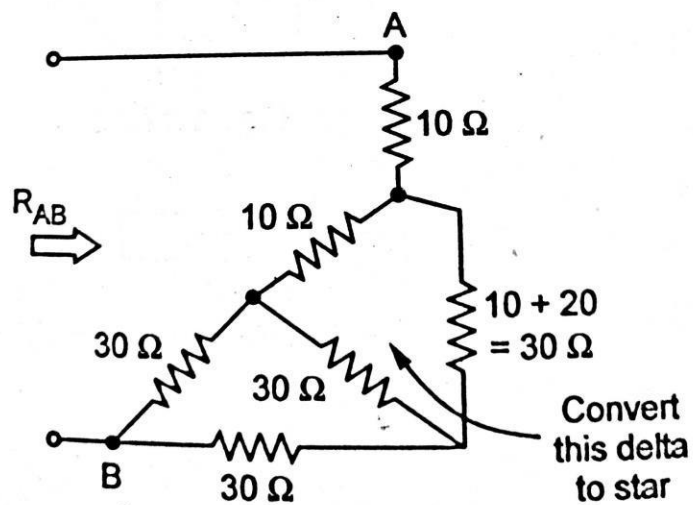 A
10 Ω
R_AB
10 Ω
10 + 20
= 30 Ω
30 Ω
30 Ω
Convert
this delta
to star
B
30 Ω